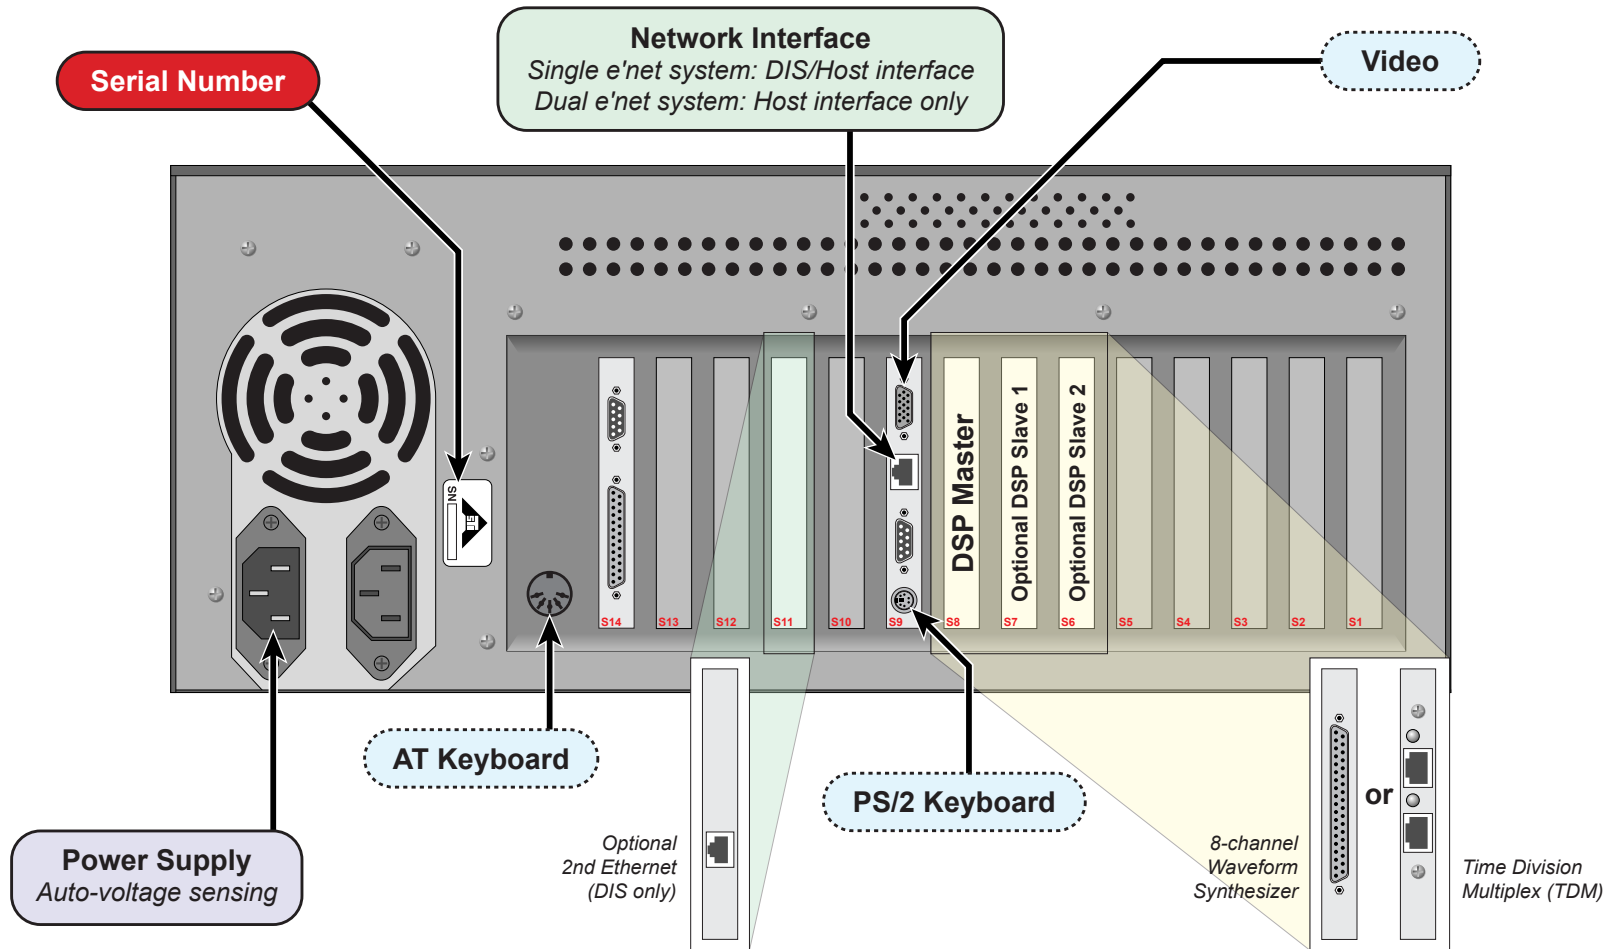 Network Interface
Single e'net system: DIS/Host interface
Dual e'net system: Host interface only
Serial Number
Video
SN
DSP Master
Optional DSP Slave 1
Optional DSP Slave 2
S14
S13
S12
S11
S10
S9
S8
S7
S6
S5
S4
S3
S2
S1
AT Keyboard
PS/2 Keyboard
or
Power Supply
Auto-voltage sensing
Optional
2nd Ethernet
(DIS only)
8-channel
Waveform
Synthesizer
Time Division
Multiplex (TDM)